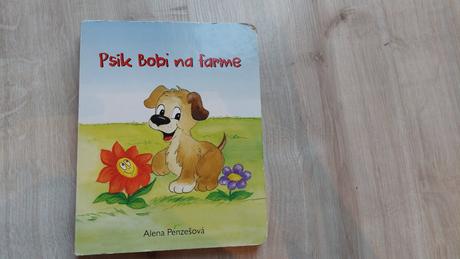 Psík Bobi na farme
Alena Penzešová